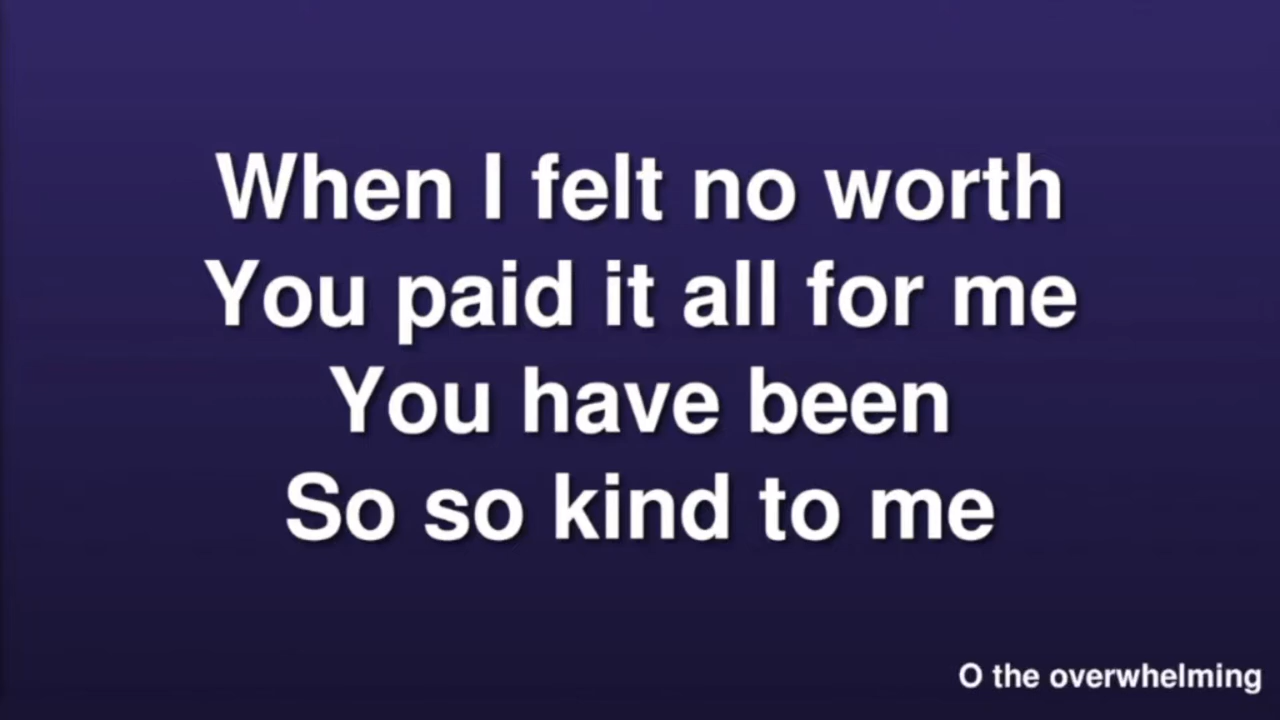 When I felt no worth
You paid it all for me
You have been
So so kind to me
O the overwhelming